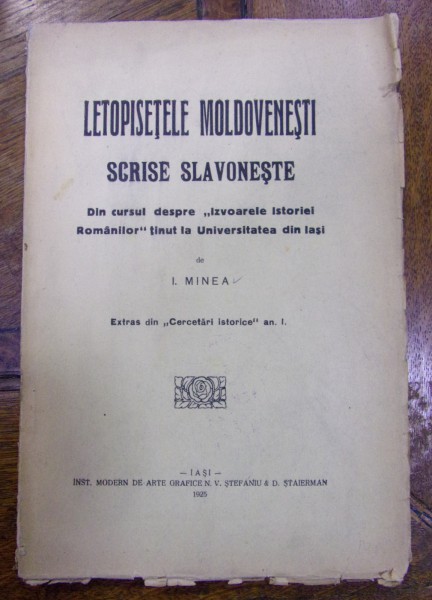 LETOPISEȚELE MOLDOVENEȘTI
SCRISE SLAVONEȘTE
Din cursul despre „Izvoarele Istoriei
Românilor" ținut la Universitatea din Iași
de
I. MINEA
Extras din „Cercetări istorice" an. I.
— IAȘI —
INST. MODERN DE ARTE GRAFICE N. V. ȘTEFANIU & D. ȘTAIERMAN
1925